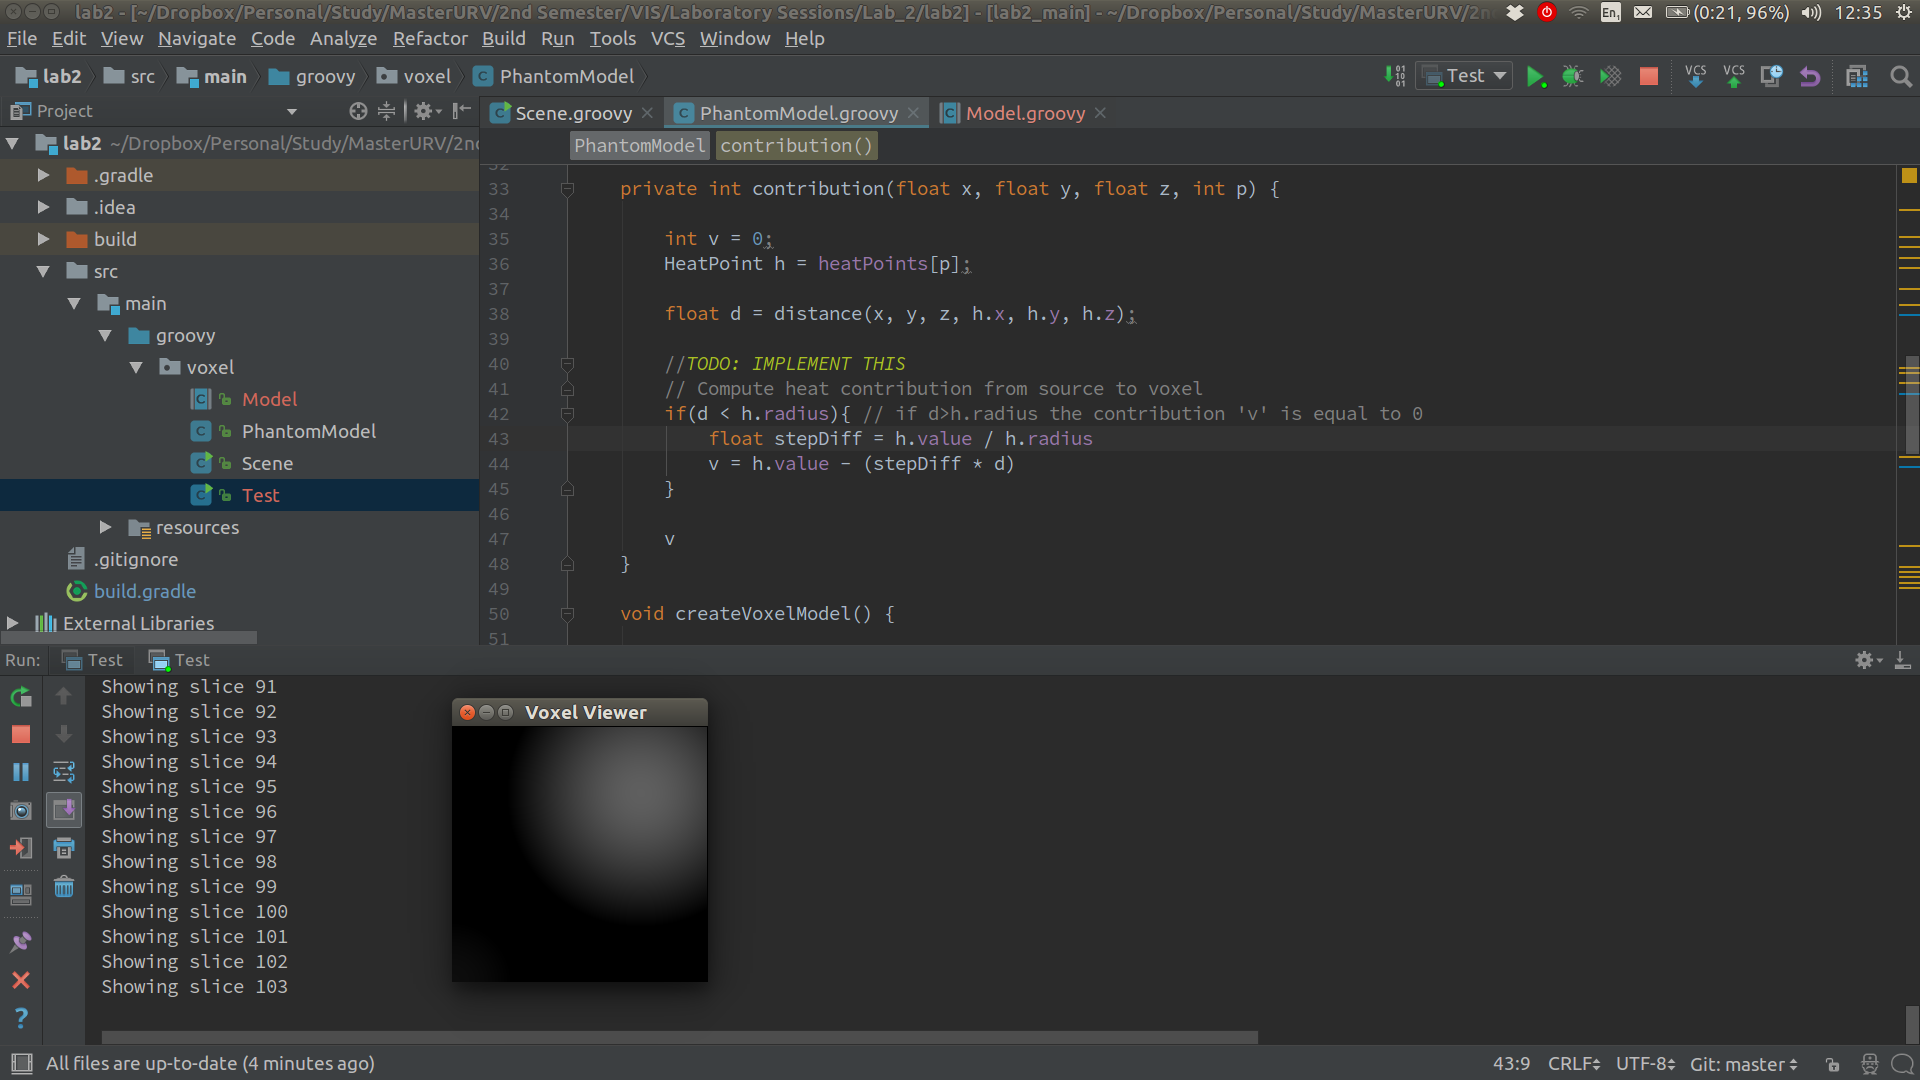 lab2 - [~/Dropbox/Personal/Study/MasterURV/2nd Semester/VIS/Laboratory Sessions/Lab_2/lab2] - [lab2_main] - ~/Dropbox/Personal/Study/MasterURV/2n
En1 (0:21, 96%) 12:35
File Edit View Navigate Code Analyze Refactor Build Run Tools VCS Window Help
lab2 src main groovy voxel PhantomModel
Test VCS VCS
Project
Scene.groovy PhantomModel.groovy Model.groovy
PhantomModel contribution()
lab2 ~/Dropbox/Personal/Study/MasterURV/2n
.gradle
.idea
build
src
main
groovy
voxel
Model
PhantomModel
Scene
Test
resources
.gitignore
build.gradle
External Libraries
32
33 private int contribution(float x, float y, float z, int p) {
34
35 int v = 0;
36 HeatPoint h = heatPoints[p];
37
38 float d = distance(x, y, z, h.x, h.y, h.z);
39
40 //TODO: IMPLEMENT THIS
41 // Compute heat contribution from source to voxel
42 if(d < h.radius){ // if d>h.radius the contribution 'v' is equal to 0
43 float stepDiff = h.value / h.radius
44 v = h.value - (stepDiff * d)
45 }
46
47 v
48 }
49
50 void createVoxelModel() {
51
Run: Test Test
Showing slice 91
Showing slice 92
Showing slice 93
Showing slice 94
Showing slice 95
Showing slice 96
Showing slice 97
Showing slice 98
Showing slice 99
Showing slice 100
Showing slice 101
Showing slice 102
Showing slice 103
Voxel Viewer
All files are up-to-date (4 minutes ago)
43:9 CRLF UTF-8 Git: master